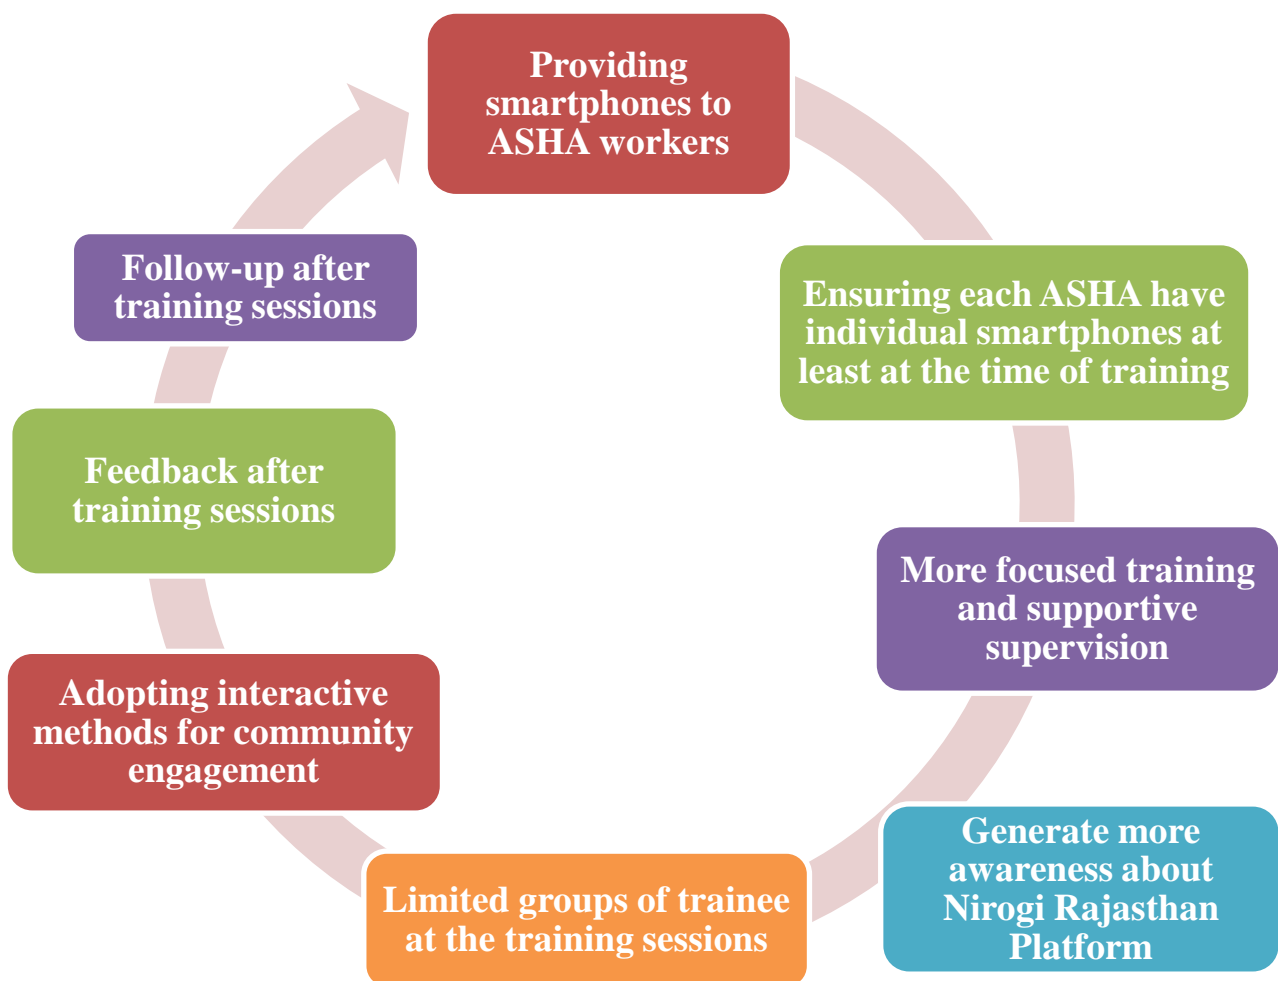 Providing
smartphones to
ASHA workers
Ensuring each ASHA have
individual smartphones at
least at the time of training
More focused training
and supportive
supervision
Generate more
awareness about
Nirogi Rajasthan
Platform
Limited groups of trainee
at the training sessions
Adopting interactive
methods for community
engagement
Feedback after
training sessions
Follow-up after
training sessions